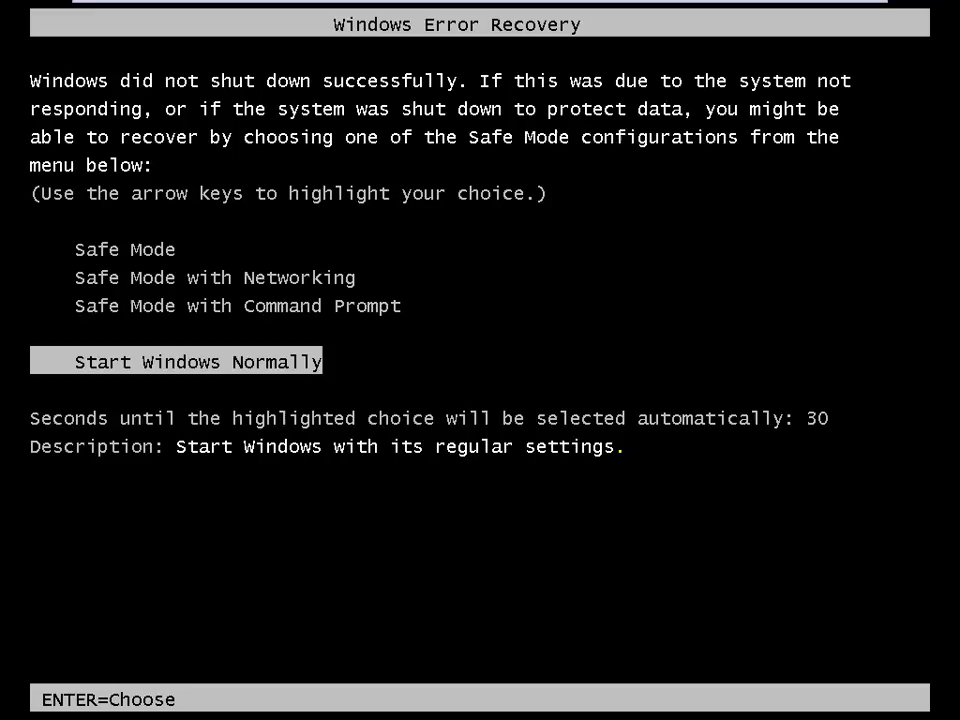 Windows Error Recovery
Windows did not shut down successfully. If this was due to the system not
responding, or if the system was shut down to protect data, you might be
able to recover by choosing one of the Safe Mode configurations from the
menu below:
(Use the arrow keys to highlight your choice.)
Safe Mode
Safe Mode with Networking
Safe Mode with Command Prompt
Start Windows Normally
Seconds until the highlighted choice will be selected automatically: 30
Description: Start Windows with its regular settings.
ENTER=Choose